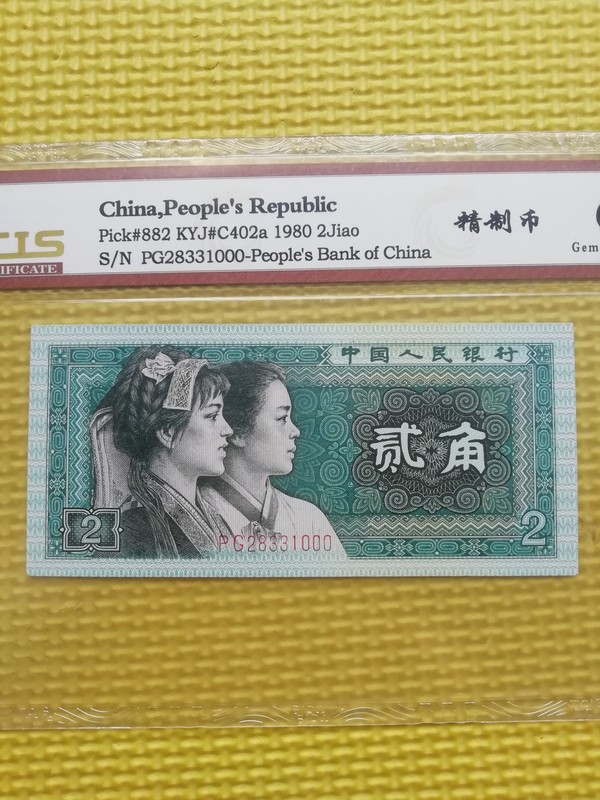 China,People's Republic
Pick#882 KYJ#C402a 1980 2Jiao
S/N PG28331000-People's Bank of China
精制币
Gem
CIS
IFICATE
中国人民银行
贰角
2
2
PG28331000